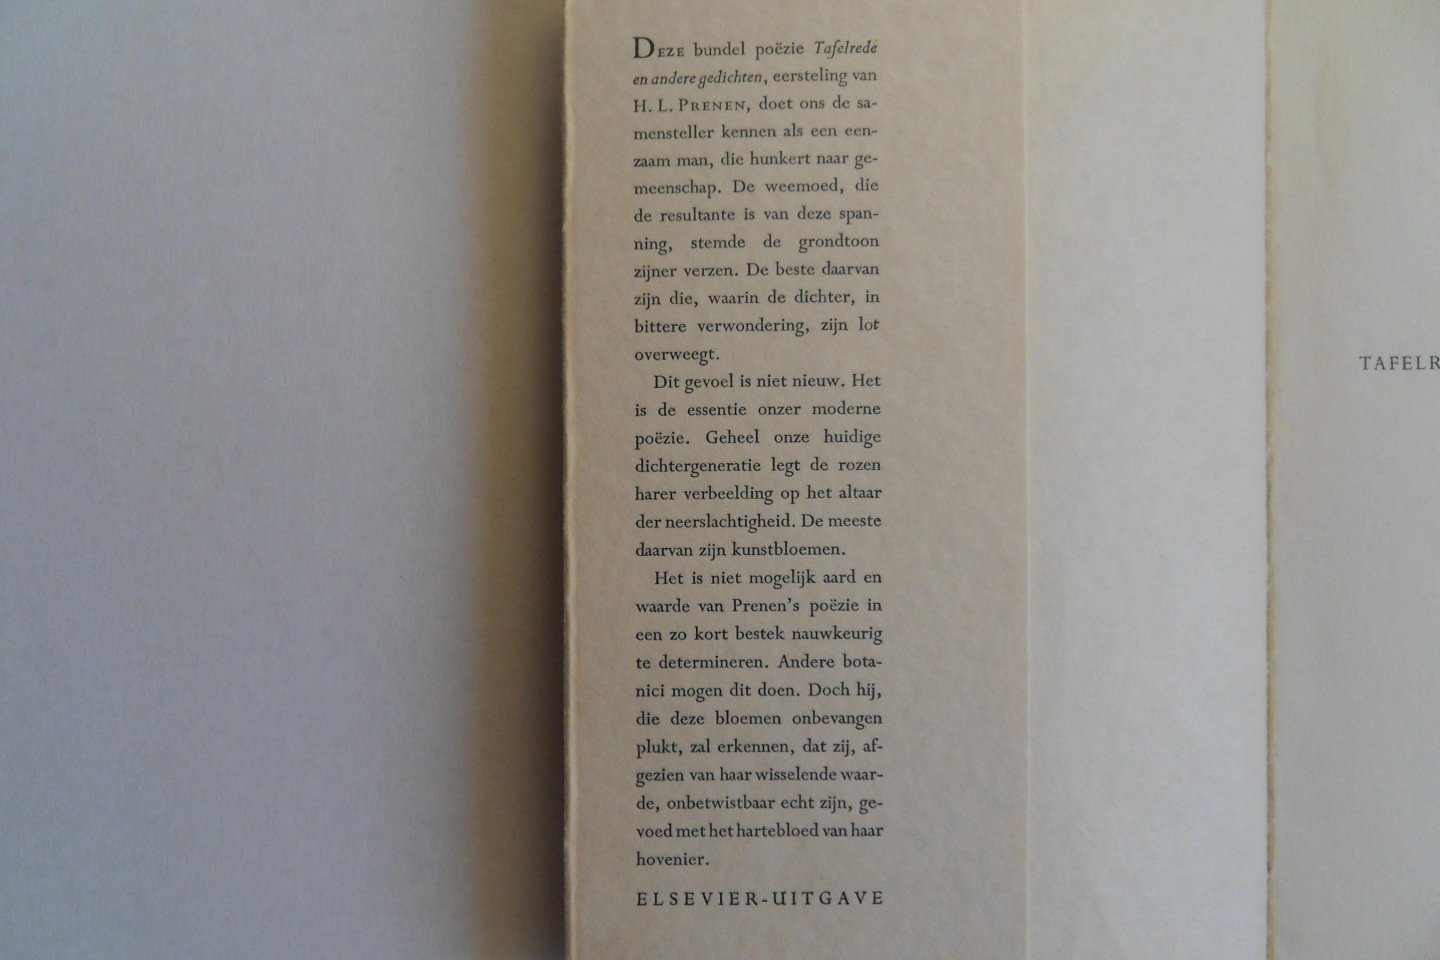 DEZE bundel poëzie Tafelrede
en andere gedichten, eersteling van
H. L. PRENEN, doet ons de sa-
mensteller kennen als een een-
zaam man, die hunkert naar ge-
meenschap. De weemoed, die
de resultante is van deze span-
ning, stemde de grondtoon
zijner verzen. De beste daarvan
zijn die, waarin de dichter, in
bittere verwondering, zijn lot
overweegt.
Dit gevoel is niet nieuw. Het
is de essentie onzer moderne
poëzie. Geheel onze huidige
dichtergeneratie legt de rozen
harer verbeelding op het altaar
der neerslachtigheid. De meeste
daarvan zijn kunstbloemen.
Het is niet mogelijk aard en
waarde van Prenen's poëzie in
een zo kort bestek nauwkeurig
te determineren. Andere bota-
nici mogen dit doen. Doch hij,
die deze bloemen onbevangen
plukt, zal erkennen, dat zij, af-
gezien van haar wisselende waar-
de, onbetwistbaar echt zijn, ge-
voed met het hartebloed van haar
hovenier.
ELSEVIER-UITGAVE
TAFELR